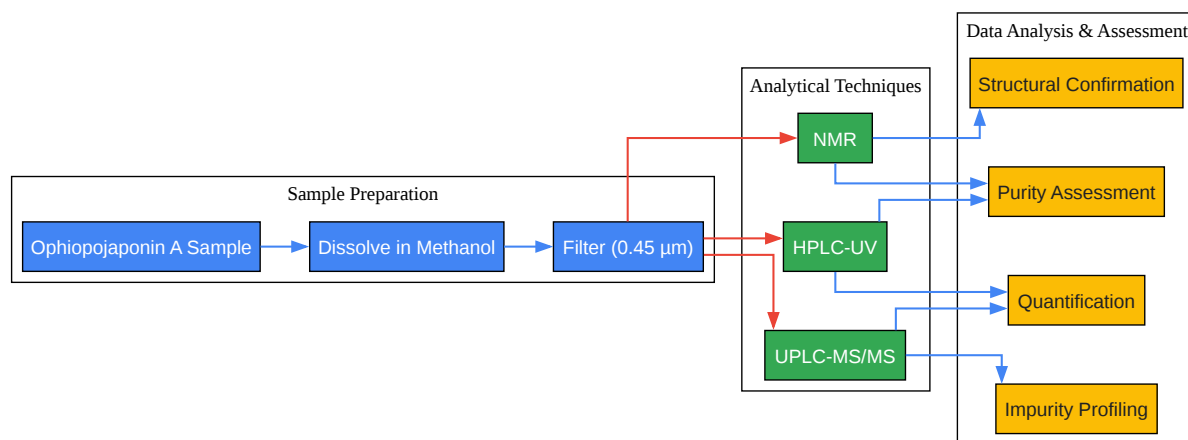 Data Analysis & Assessment
Structural Confirmation
Analytical Techniques
NMR
Sample Preparation
Purity Assessment
Ophiopojaponin A Sample
Dissolve in Methanol
Filter (0.45 µm)
HPLC-UV
Quantification
UPLC-MS/MS
Impurity Profiling